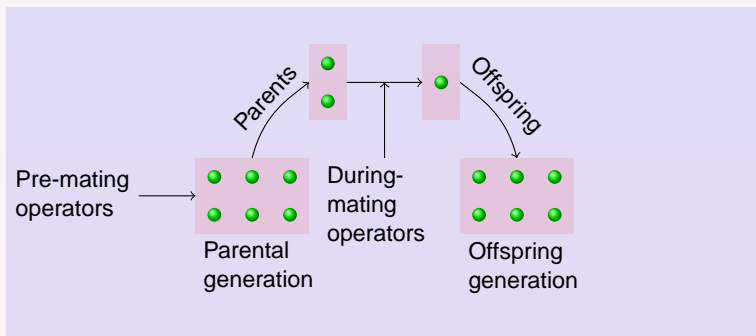 Parents
Offspring
Pre-mating
operators
During-
mating
operators
Parental
generation
Offspring
generation